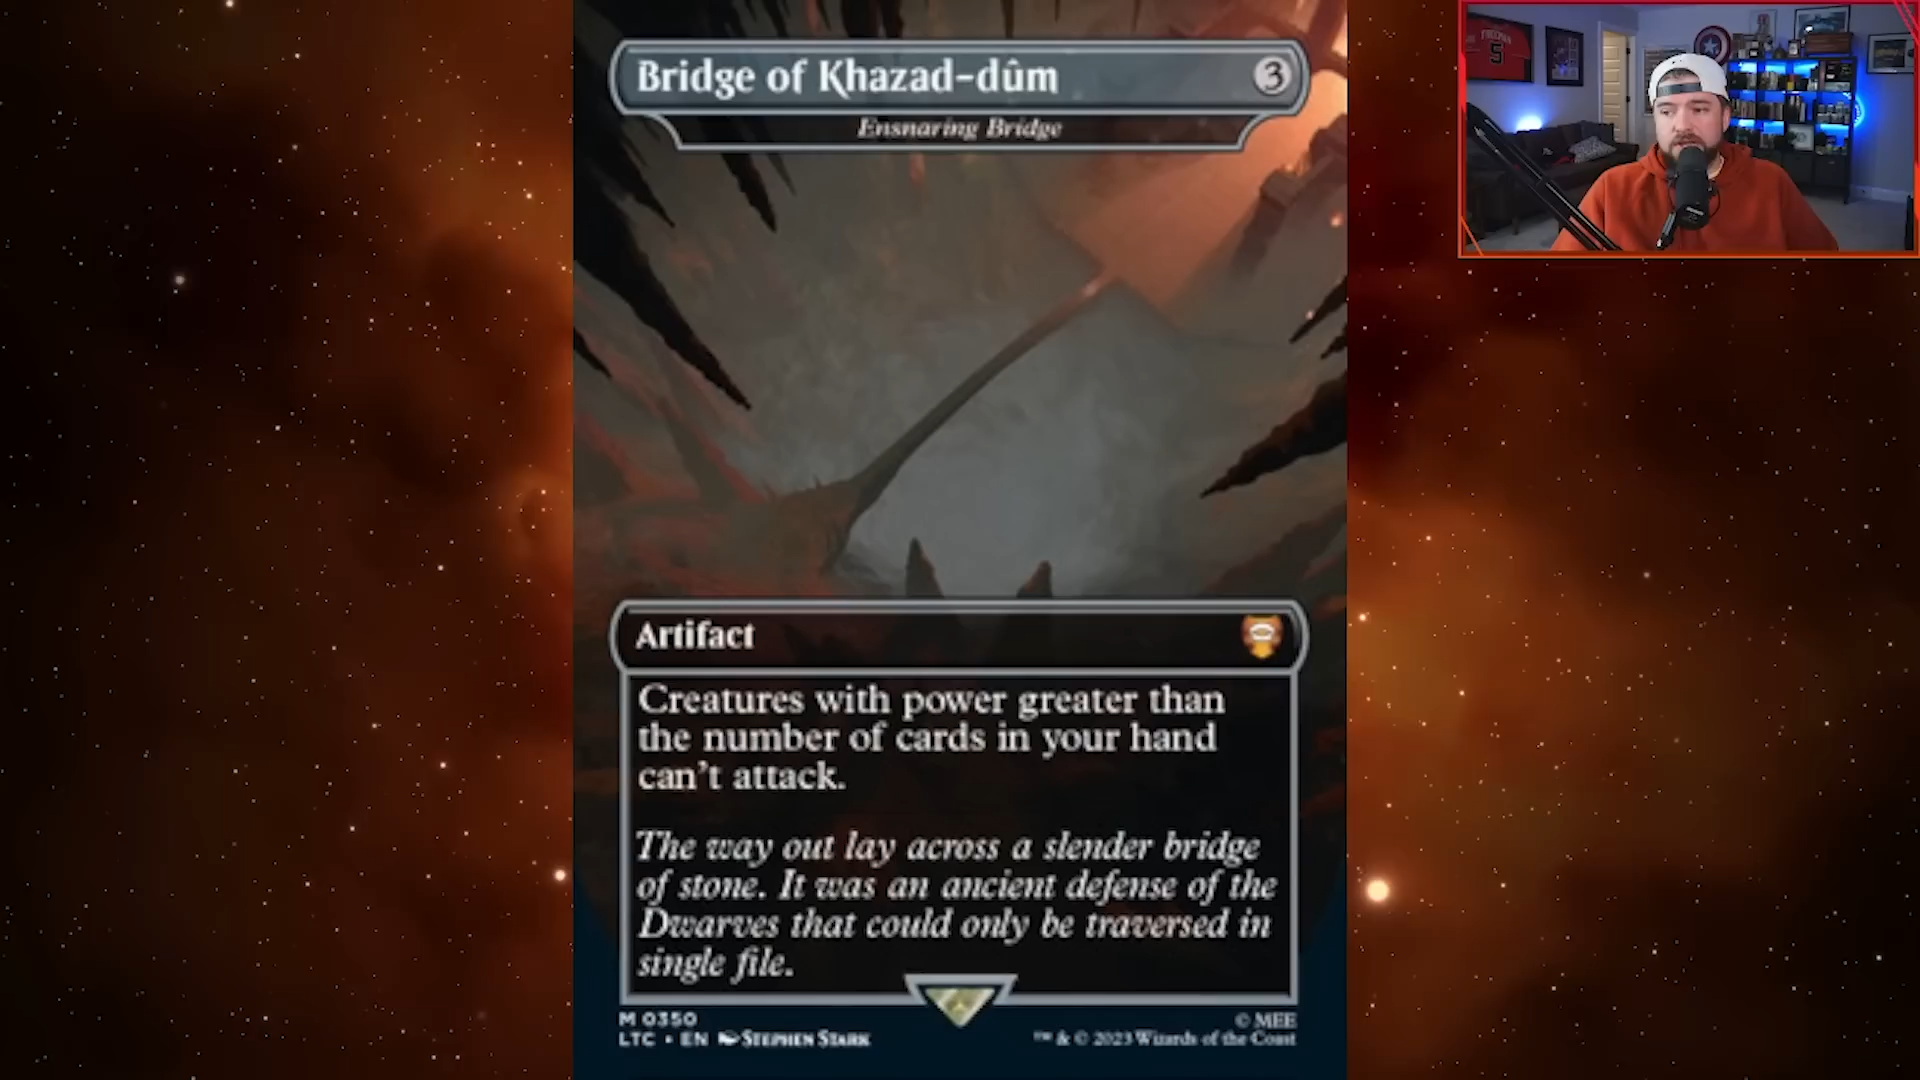 Bridge of Khazad-dûm
3
Ensnaring Bridge
Artifact
Creatures with power greater than
the number of cards in your hand
can't attack.
The way out lay across a slender bridge
of stone. It was an ancient defense of the
Dwarves that could only be traversed in
single file.
M 0350
LTC • EN Stephen Stark
© MEE
™ & © 2023 Wizards of the Coast
FREEMAN
5